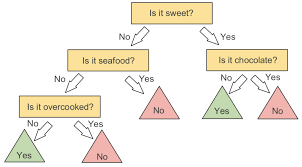 Is it sweet?
No Yes
Is it seafood? Is it chocolate?
No Yes No Yes
Is it overcooked? No Yes No
No Yes
Yes No